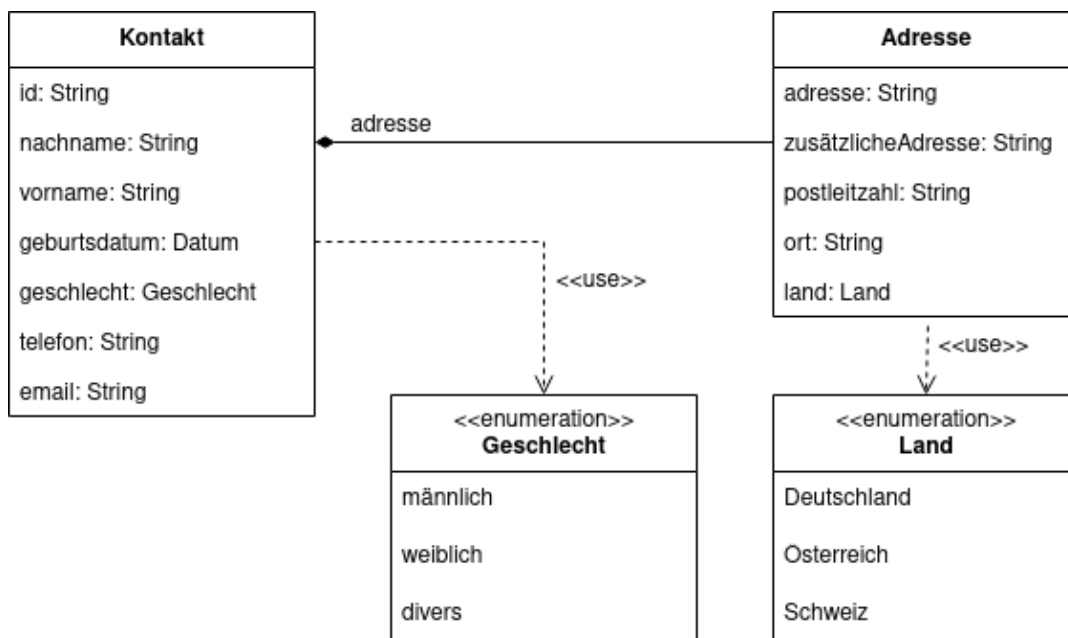 Kontakt
id: String
nachname: String
vorname: String
geburtsdatum: Datum
geschlecht: Geschlecht
telefon: String
email: String
adresse
Adresse
adresse: String
zusätzlicheAdresse: String
postleitzahl: String
ort: String
land: Land
<<use>>
<<use>>
<<enumeration>>
Geschlecht
männlich
weiblich
divers
<<enumeration>>
Land
Deutschland
Österreich
Schweiz